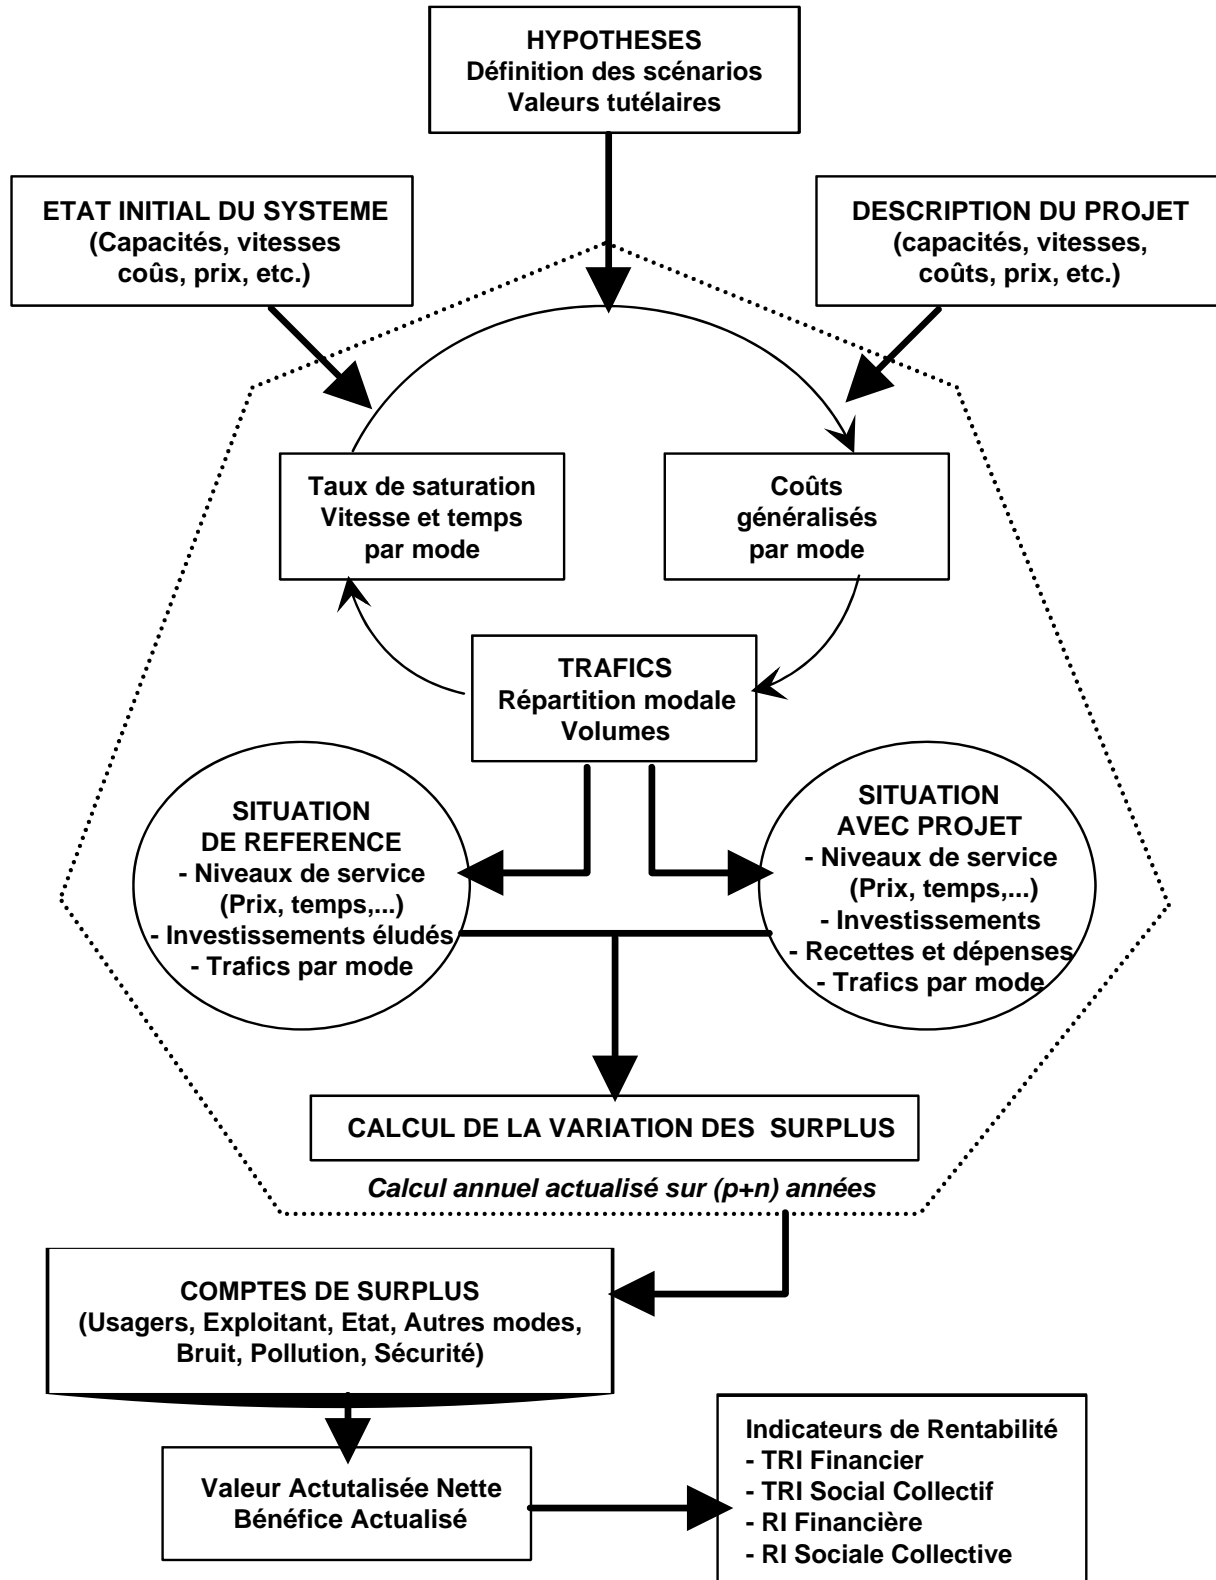 HYPOTHESES
Définition des scénarios
Valeurs tutélaires
ETAT INITIAL DU SYSTEME
(Capacités, vitesses
coûs, prix, etc.)
DESCRIPTION DU PROJET
(capacités, vitesses,
coûts, prix, etc.)
Taux de saturation
Vitesse et temps
par mode
Coûts
généralisés
par mode
TRAFICS
Répartition modale
Volumes
SITUATION
DE REFERENCE
- Niveaux de service
(Prix, temps,...)
- Investissements éludés
- Trafics par mode
SITUATION
AVEC PROJET
- Niveaux de service
(Prix, temps,...)
- Investissements
- Recettes et dépenses
- Trafics par mode
CALCUL DE LA VARIATION DES SURPLUS
Calcul annuel actualisé sur (p+n) années
COMPTES DE SURPLUS
(Usagers, Exploitant, Etat, Autres modes,
Bruit, Pollution, Sécurité)
Valeur Actutalisée Nette
Bénéfice Actualisé
Indicateurs de Rentabilité
- TRI Financier
- TRI Social Collectif
- RI Financière
- RI Sociale Collective